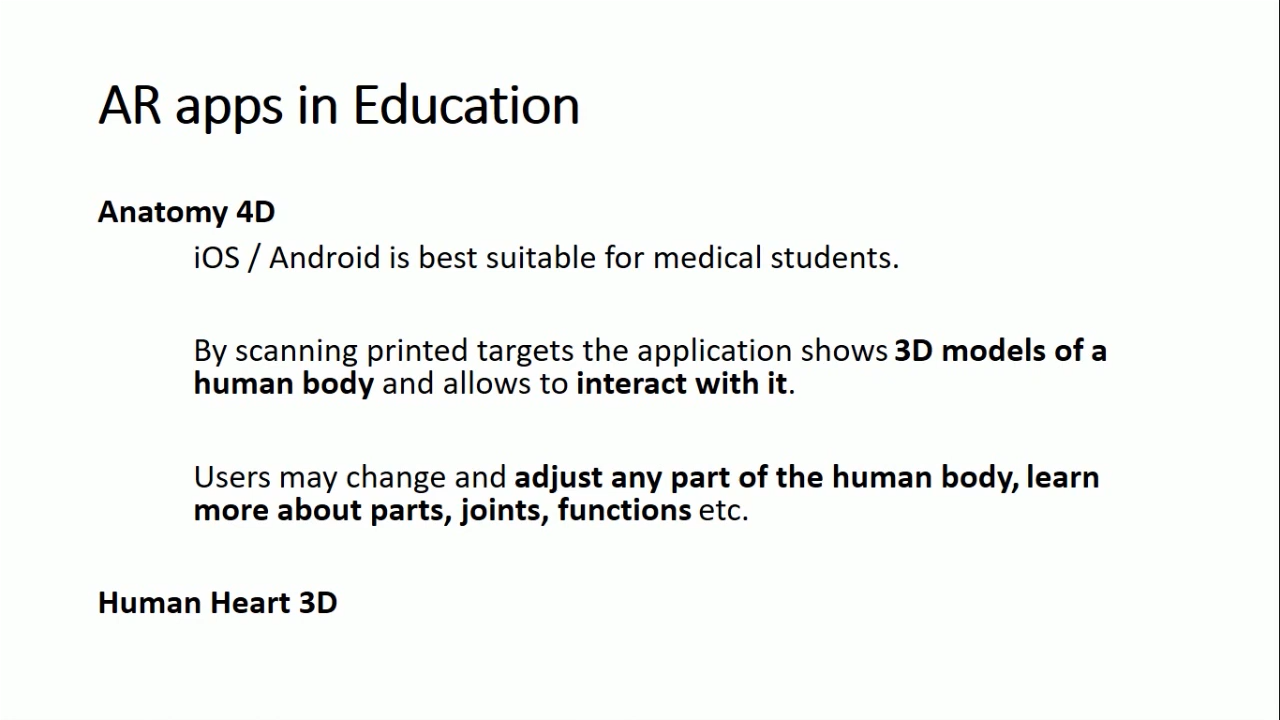 AR apps in Education
Anatomy 4D
iOS / Android is best suitable for medical students.
By scanning printed targets the application shows 3D models of a
human body and allows to interact with it.
Users may change and adjust any part of the human body, learn
more about parts, joints, functions etc.
Human Heart 3D